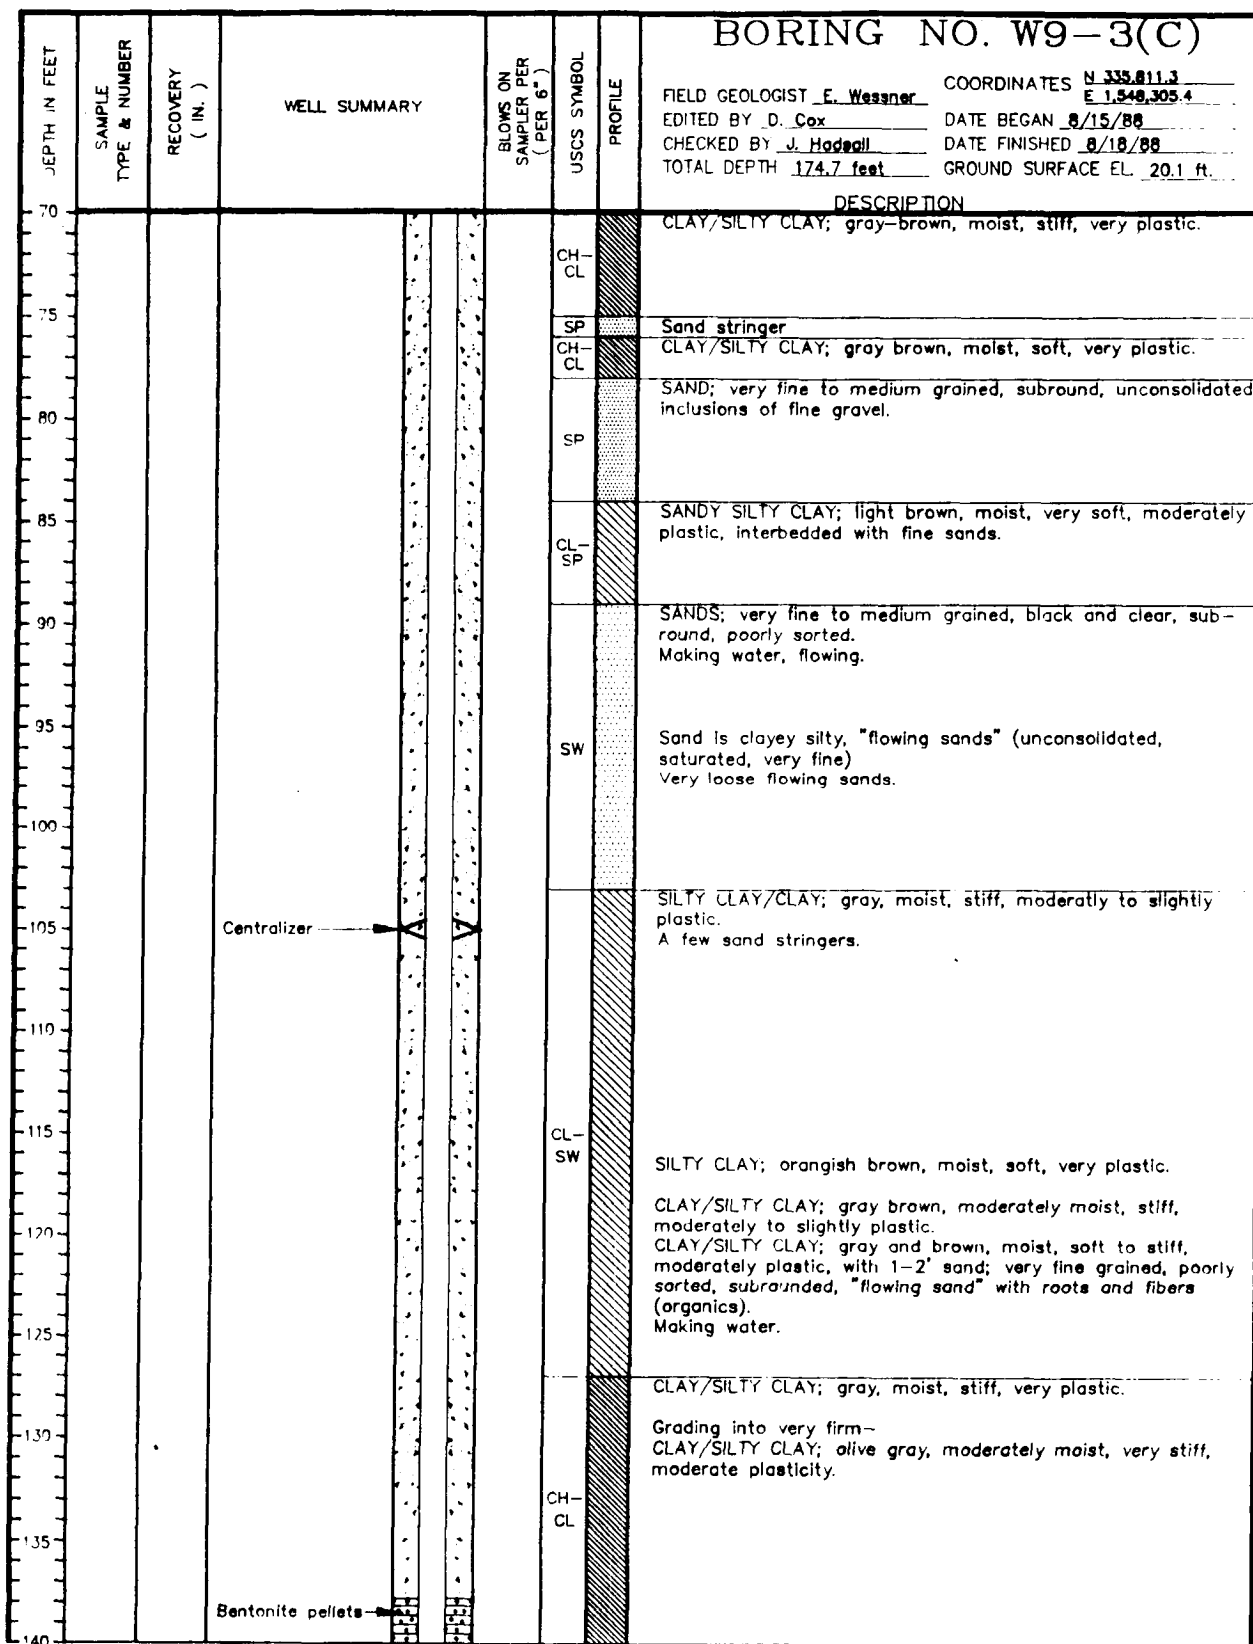 BORING NO. W9-3(C)
DEPTH IN FEET
SAMPLE
TYPE & NUMBER
RECOVERY
( IN. )
WELL SUMMARY
BLOWS ON
SAMPLER PER
( PER 6" )
USCS SYMBOL
PROFILE
FIELD GEOLOGIST E. Wessner
COORDINATES N 335,811.3
E 1,548,305.4
EDITED BY D. Cox
DATE BEGAN 8/15/88
CHECKED BY J. Hadsall
DATE FINISHED 8/18/88
TOTAL DEPTH 174.7 feet
GROUND SURFACE EL. 20.1 ft.
DESCRIPTION
70
CLAY/SILTY CLAY; gray-brown, moist, stiff, very plastic.
CH-
CL
75
SP
Sand stringer
CH-
CL
CLAY/SILTY CLAY; gray brown, moist, soft, very plastic.
SAND; very fine to medium grained, subround, unconsolidated
inclusions of fine gravel.
80
SP
SANDY SILTY CLAY; light brown, moist, very soft, moderately
plastic, interbedded with fine sands.
85
CL-
SP
SANDS; very fine to medium grained, black and clear, sub-
round, poorly sorted.
Making water, flowing.
90
95
SW
Sand is clayey silty, "flowing sands" (unconsolidated,
saturated, very fine)
Very loose flowing sands.
100
SILTY CLAY/CLAY; gray, moist, stiff, moderatly to slightly
plastic.
A few sand stringers.
Centralizer
105
110
115
CL-
SW
SILTY CLAY; orangish brown, moist, soft, very plastic.
CLAY/SILTY CLAY; gray brown, moderately moist, stiff,
moderately to slightly plastic.
120
CLAY/SILTY CLAY; gray and brown, moist, soft to stiff,
moderately plastic, with 1-2' sand; very fine grained, poorly
sorted, subrounded, "flowing sand" with roots and fibers
(organics).
Making water.
125
CLAY/SILTY CLAY; gray, moist, stiff, very plastic.
Grading into very firm-
CLAY/SILTY CLAY; olive gray, moderately moist, very stiff,
moderate plasticity.
130
CH-
CL
135
Bentonite pellets
140